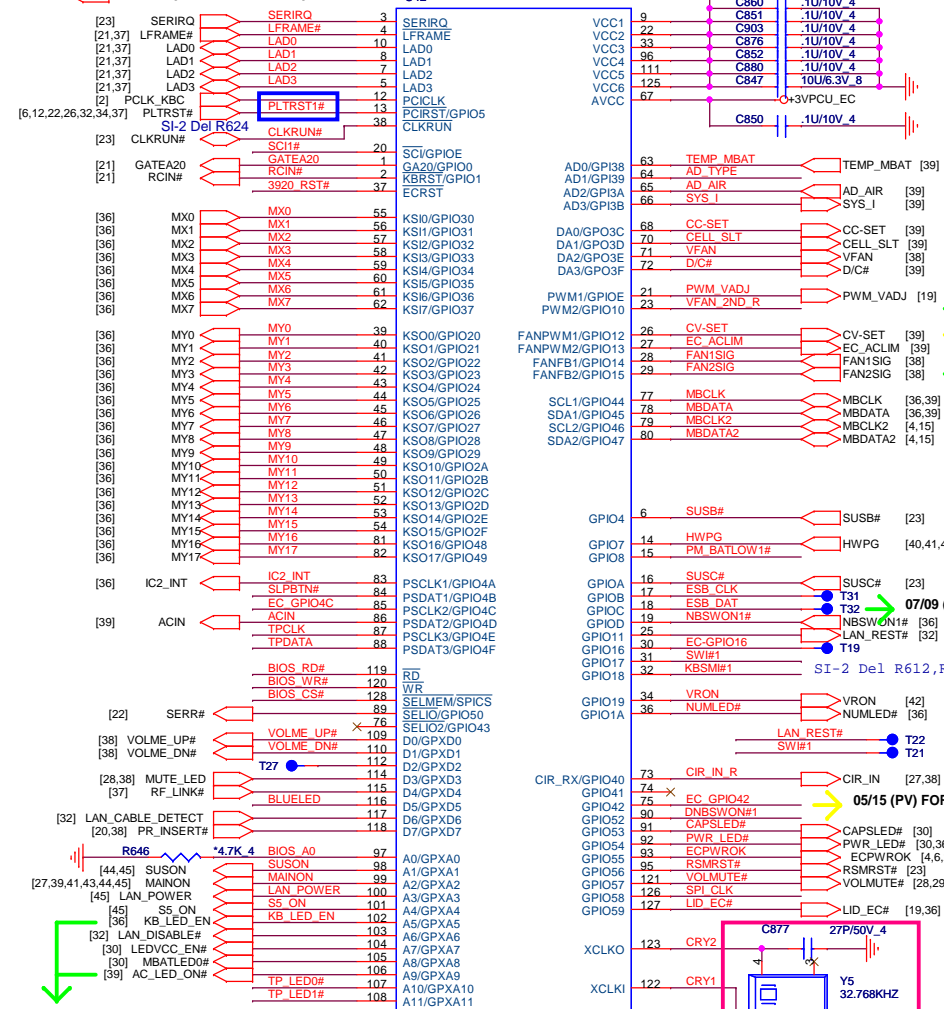 C860 .1U/10V_4
C851 .1U/10V_4
C903 .1U/10V_4
C876 .1U/10V_4
C852 .1U/10V_4
C880 .1U/10V_4
C847 10U/6.3V_8
+3VPCU_EC
C850 .1U/10V_4
[23] SERIRQ SERIRQ 3 SERIRQ
[21,37] LFRAME# LFRAME# 4 LFRAME
[21,37] LAD0 LAD0 10 LAD0
[21,37] LAD1 LAD1 8 LAD1
[21,37] LAD2 LAD2 7 LAD2
[21,37] LAD3 LAD3 5 LAD3
[2] PCLK_KBC 12 PCICLK
[6,12,22,26,32,34,37] PLTRST# PLTRST1# 13 PCIRST/GPIO5
SI-2 Del R624
[23] CLKRUN# CLKRUN# 38 CLKRUN
SCI1# 20 SCI/GPIOE
[21] GATEA20 GATEA20 1 GA20/GPIO0
[21] RCIN# RCIN# 2 KBRST/GPIO1
3920_RST# 37 ECRST
[36] MX0 MX0 55 KSI0/GPIO30
[36] MX1 MX1 56 KSI1/GPIO31
[36] MX2 MX2 57 KSI2/GPIO32
[36] MX3 MX3 58 KSI3/GPIO33
[36] MX4 MX4 59 KSI4/GPIO34
[36] MX5 MX5 60 KSI5/GPIO35
[36] MX6 MX6 61 KSI6/GPIO36
[36] MX7 MX7 62 KSI7/GPIO37
[36] MY0 MY0 39 KSO0/GPIO20
[36] MY1 MY1 40 KSO1/GPIO21
[36] MY2 MY2 41 KSO2/GPIO22
[36] MY3 MY3 42 KSO3/GPIO23
[36] MY4 MY4 43 KSO4/GPIO24
[36] MY5 MY5 44 KSO5/GPIO25
[36] MY6 MY6 45 KSO6/GPIO26
[36] MY7 MY7 46 KSO7/GPIO27
[36] MY8 MY8 47 KSO8/GPIO28
[36] MY9 MY9 48 KSO9/GPIO29
[36] MY10 MY10 49 KSO10/GPIO2A
[36] MY11 MY11 50 KSO11/GPIO2B
[36] MY12 MY12 51 KSO12/GPIO2C
[36] MY13 MY13 52 KSO13/GPIO2D
[36] MY14 MY14 53 KSO14/GPIO2E
[36] MY15 MY15 54 KSO15/GPIO2F
[36] MY16 MY16 81 KSO16/GPIO48
[36] MY17 MY17 82 KSO17/GPIO49
[36] IC2_INT IC2_INT 83 PSCLK1/GPIO4A
SLPBTN# 84 PSDAT1/GPIO4B
EC_GPIO4C 85 PSCLK2/GPIO4C
[39] ACIN ACIN 86 PSDAT2/GPIO4D
TPCLK 87 PSCLK3/GPIO4E
TPDATA 88 PSDAT3/GPIO4F
BIOS_RD# 119 RD
BIOS_WR# 120 WR
BIOS_CS# 128 SELMEM/SPICS
[22] SERR# 89 SELIO/GPIO50
76 SELIO2/GPIO43
[38] VOLME_UP# VOLME_UP# 109 D0/GPXD0
[38] VOLME_DN# VOLME_DN# 110 D1/GPXD1
T27 112 D2/GPXD2
[28,38] MUTE_LED 114 D3/GPXD3
[37] RF_LINK# 115 D4/GPXD4
BLUELED 116 D5/GPXD5
[32] LAN_CABLE_DETECT 117 D6/GPXD6
[20,38] PR_INSERT# 118 D7/GPXD7
R646 *4.7K_4 BIOS_A0 97 A0/GPXA0
[44,45] SUSON SUSON 98 A1/GPXA1
[27,39,41,43,44,45] MAINON MAINON 99 A2/GPXA2
[45] LAN_POWER LAN_POWER 100 A3/GPXA3
[45] S5_ON S5_ON 101 A4/GPXA4
[36] KB_LED_EN KB_LED_EN 102 A5/GPXA5
[32] LAN_DISABLE# 103 A6/GPXA6
[30] LEDVCC_EN# 104 A7/GPXA7
[30] MBATLED0# 105 A8/GPXA8
[39] AC_LED_ON# 106 A9/GPXA9
TP_LED0# 107 A10/GPXA10
TP_LED1# 108 A11/GPXA11
VCC1 9
VCC2 22
VCC3 33
VCC4 96
VCC5 111
VCC6 125
AVCC 67
AD0/GPI38 63 TEMP_MBAT TEMP_MBAT [39]
AD1/GPI39 64 AD_TYPE
AD2/GPI3A 65 AD_AIR AD_AIR [39]
AD3/GPI3B 66 SYS_I SYS_I [39]
DA0/GPO3C 68 CC-SET CC-SET [39]
DA1/GPO3D 70 CELL_SLT CELL_SLT [39]
DA2/GPO3E 71 VFAN VFAN [38]
DA3/GPO3F 72 D/C# D/C# [39]
PWM1/GPIOE 21 PWM_VADJ PWM_VADJ [19]
PWM2/GPIO10 23 VFAN_2ND_R
FANPWM1/GPIO12 26 CV-SET CV-SET [39]
FANPWM2/GPIO13 27 EC_ACLIM EC_ACLIM [39]
FANFB1/GPIO14 28 FAN1SIG FAN1SIG [38]
FANFB2/GPIO15 29 FAN2SIG FAN2SIG [38]
SCL1/GPIO44 77 MBCLK MBCLK [36,39]
SDA1/GPIO45 78 MBDATA MBDATA [36,39]
SCL2/GPIO46 79 MBCLK2 MBCLK2 [4,15]
SDA2/GPIO47 80 MBDATA2 MBDATA2 [4,15]
GPIO4 6 SUSB# SUSB# [23]
GPIO7 14 HWPG HWPG [40,41,4
GPIO8 15 PM_BATLOW1#
GPIOA 16 SUSC# SUSC# [23]
GPIOB 17 ESB_CLK T31
GPIOC 18 ESB_DAT T32 07/09 (
GPIOD 19 NBSWON1# NBSWON1# [36]
GPIO11 25 LAN_REST# [32]
GPIO16 30 EC-GPIO16 T19
GPIO17 31 SWI#1
GPIO18 32 KBSMI#1 SI-2 Del R612,R
GPIO19 34 VRON VRON [42]
GPIO1A 36 NUMLED# NUMLED# [36]
LAN_REST# T22
SWI#1 T21
CIR_RX/GPIO40 73 CIR_IN_R CIR_IN [27,38]
GPIO41 74
GPIO42 75 EC_GPIO42 05/15 (PV) FOR
GPIO52 90 DNBSWON#1
GPIO53 91 CAPSLED# CAPSLED# [36]
GPIO54 92 PWR_LED# PWR_LED# [30,36
GPIO55 93 ECPWROK ECPWROK [4,6,
GPIO56 95 RSMRST# RSMRST# [23]
GPIO57 121 VOLMUTE# VOLMUTE# [28,29
GPIO58 126 SPI_CLK
GPIO59 127 LID_EC# LID_EC# [19,36]
C877 27P/50V_4
XCLKO 123 CRY2
4 3
XCLKI 122 CRY1 Y5
32.768KHZ